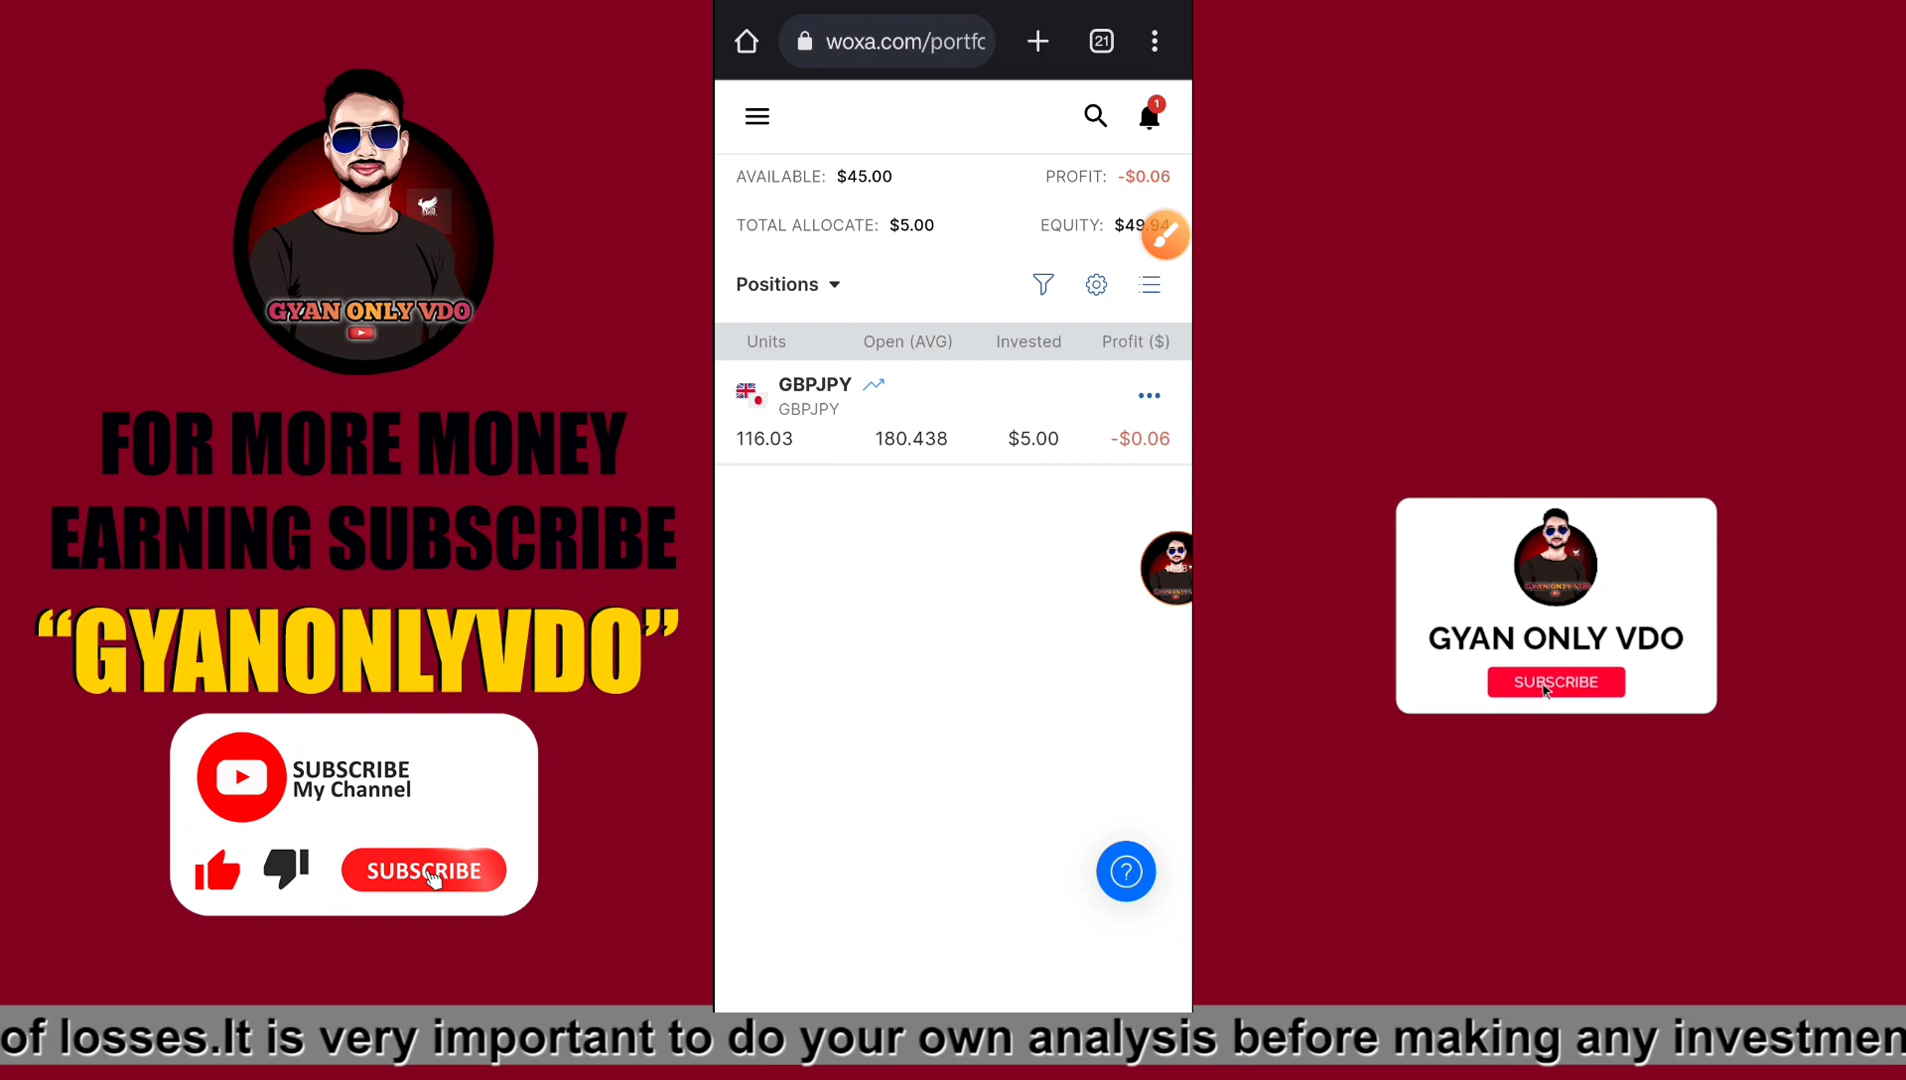 GYAN ONLY VDO
FOR MORE MONEY
EARNING SUBSCRIBE
“GYANONLYVDO”
SUBSCRIBE
My Channel
SUBSCRIBE
woxa.com/portfo
21
1
AVAILABLE: $45.00 PROFIT: -$0.06
TOTAL ALLOCATE: $5.00 EQUITY: $49.94
Positions
Units Open (AVG) Invested Profit ($)
GBPJPY
GBPJPY
116.03 180.438 $5.00 -$0.06
?
GYAN ONLY VDO
SUBSCRIBE
of losses.It is very important to do your own analysis before making any investmen